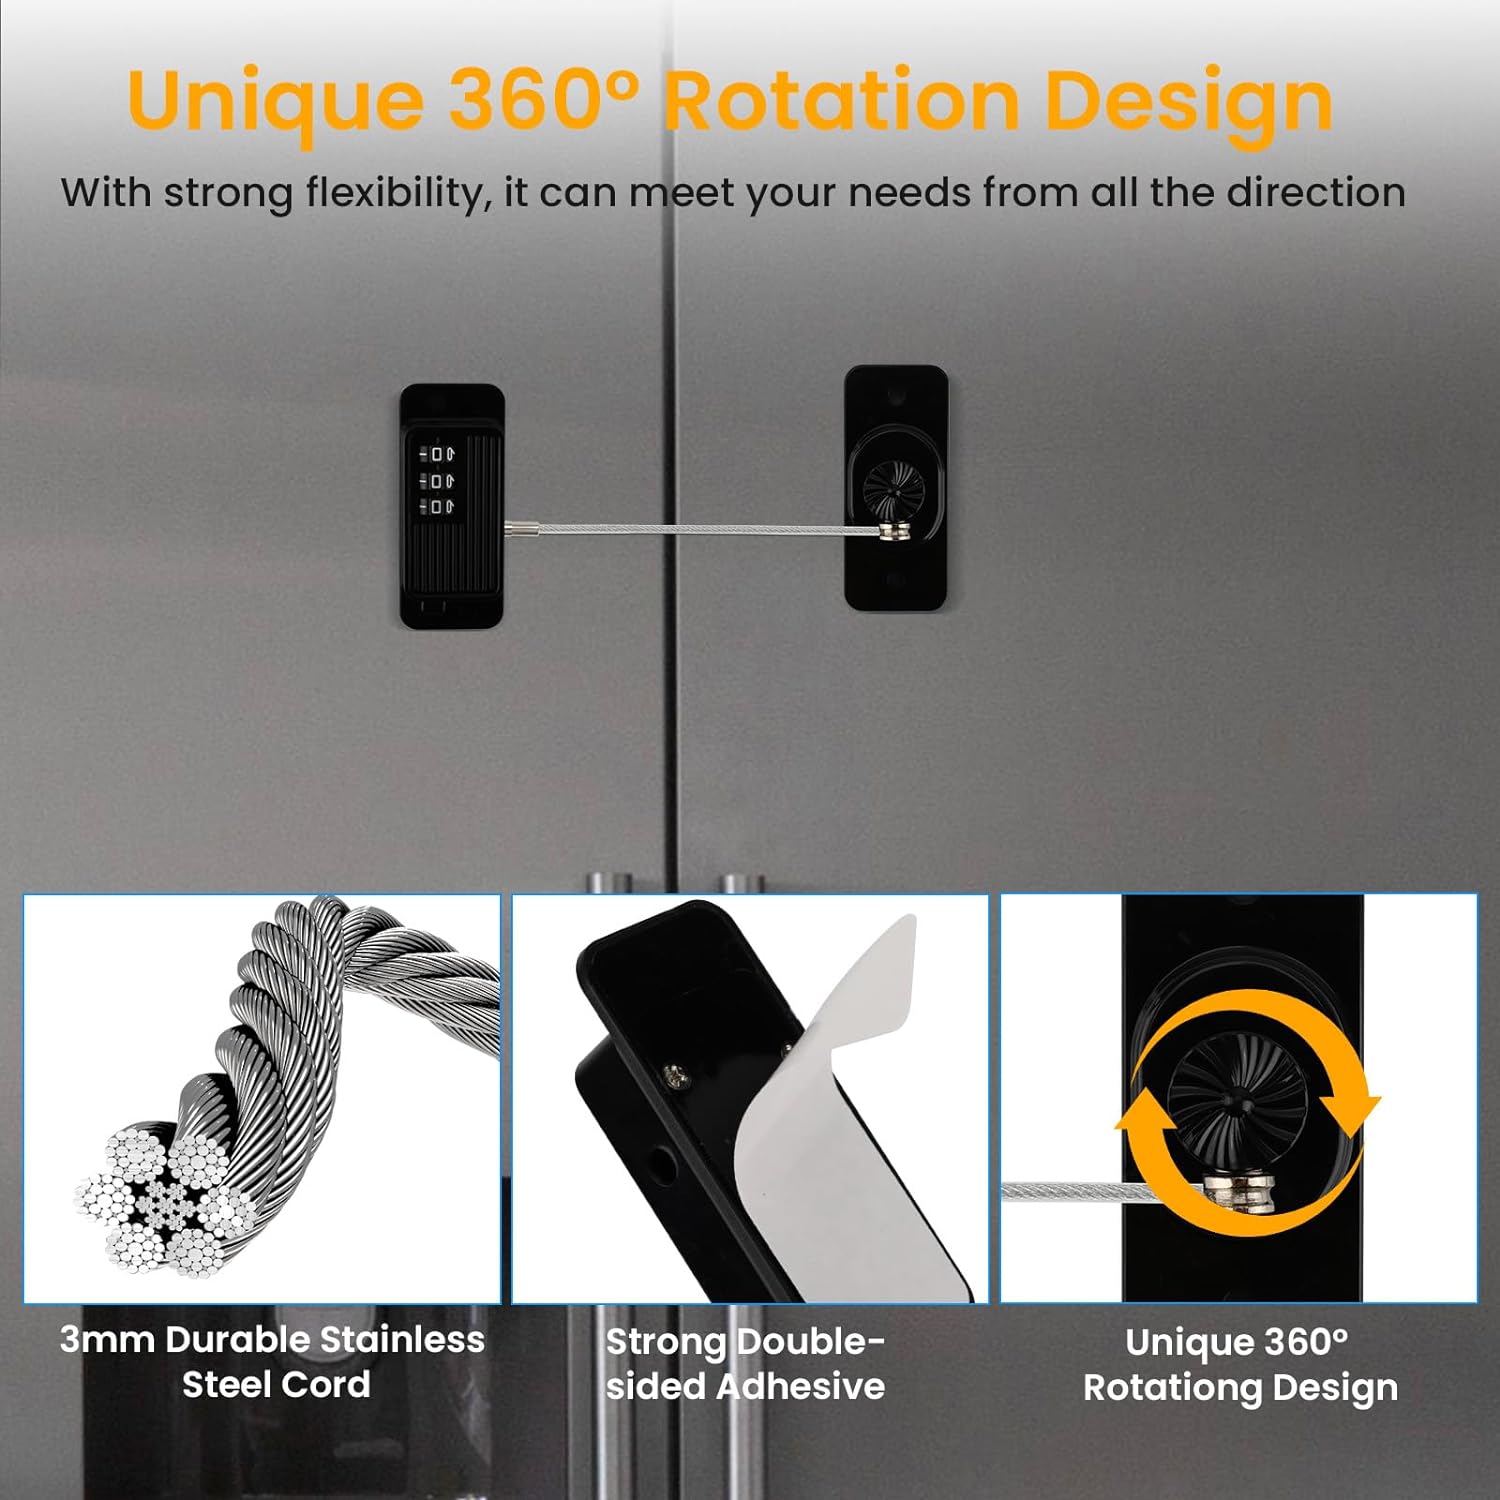 Unique 360° Rotation Design
With strong flexibility, it can meet your needs from all the direction
3mm Durable Stainless
Steel Cord
Strong Double-
sided Adhesive
Unique 360°
Rotationg Design